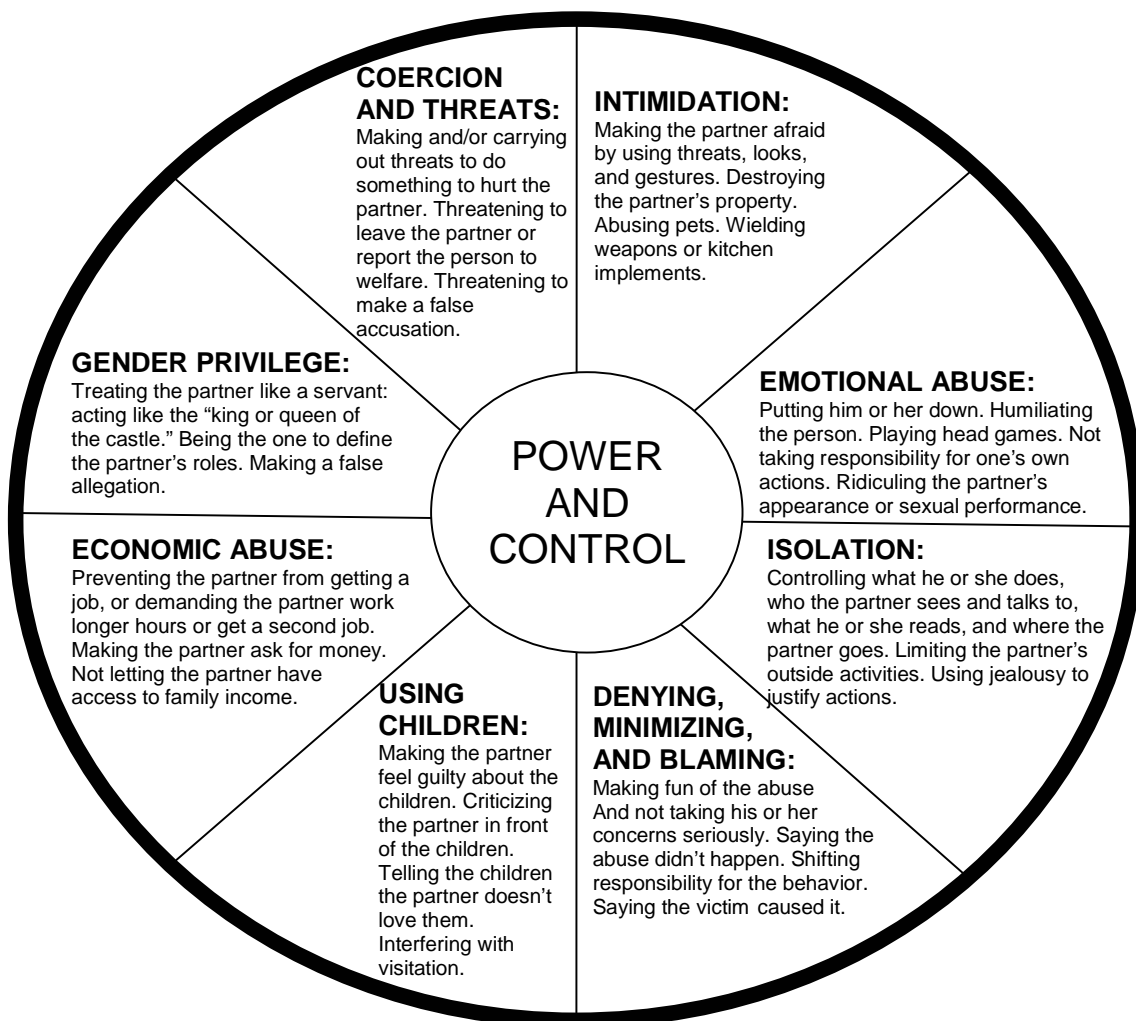 COERCION
AND THREATS:
Making and/or carrying
out threats to do
something to hurt the
partner. Threatening to
leave the partner or
report the person to
welfare. Threatening to
make a false
accusation.
INTIMIDATION:
Making the partner afraid
by using threats, looks,
and gestures. Destroying
the partner’s property.
Abusing pets. Wielding
weapons or kitchen
implements.
GENDER PRIVILEGE:
Treating the partner like a servant:
acting like the “king or queen of
the castle.” Being the one to define
the partner’s roles. Making a false
allegation.
POWER
AND
CONTROL
EMOTIONAL ABUSE:
Putting him or her down. Humiliating
the person. Playing head games. Not
taking responsibility for one’s own
actions. Ridiculing the partner’s
appearance or sexual performance.
ECONOMIC ABUSE:
Preventing the partner from getting a
job, or demanding the partner work
longer hours or get a second job.
Making the partner ask for money.
Not letting the partner have
access to family income.
ISOLATION:
Controlling what he or she does,
who the partner sees and talks to,
what he or she reads, and where the
partner goes. Limiting the partner’s
outside activities. Using jealousy to
justify actions.
USING
CHILDREN:
Making the partner
feel guilty about the
children. Criticizing
the partner in front
of the children.
Telling the children
the partner doesn’t
love them.
Interfering with
visitation.
DENYING,
MINIMIZING,
AND BLAMING:
Making fun of the abuse
And not taking his or her
concerns seriously. Saying the
abuse didn’t happen. Shifting
responsibility for the behavior.
Saying the victim caused it.